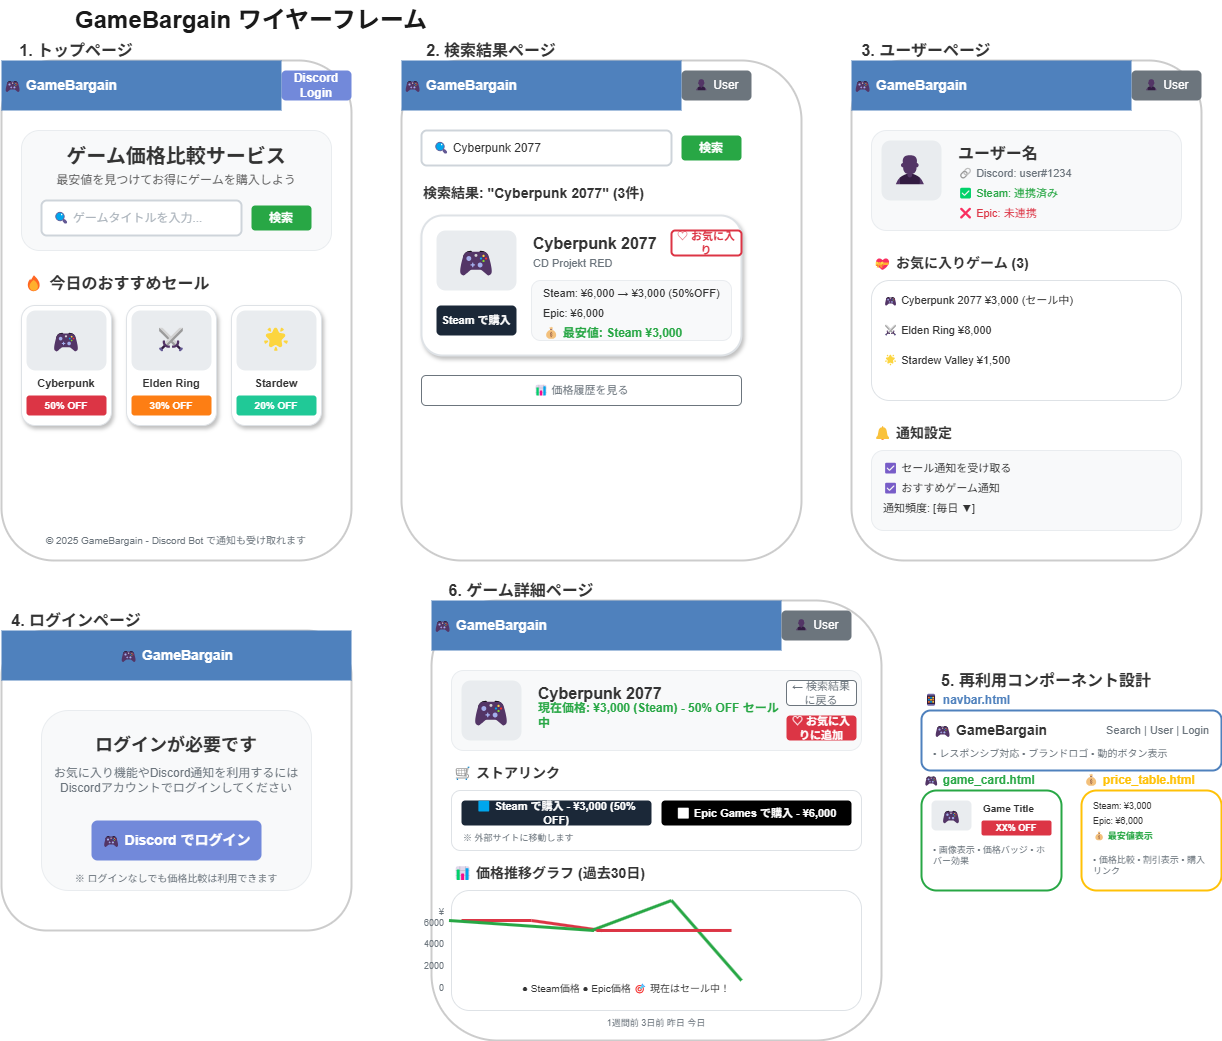 GameBargain ワイヤーフレーム
1. トップページ
GameBargain
Discord
Login
ゲーム価格比較サービス
最安値を見つけてお得にゲームを購入しよう
ゲームタイトルを入力...
検索
今日のおすすめセール
Cyberpunk
50% OFF
Elden Ring
30% OFF
Stardew
20% OFF
© 2025 GameBargain - Discord Bot で通知も受け取れます
2. 検索結果ページ
GameBargain
User
Cyberpunk 2077
検索
検索結果: "Cyberpunk 2077" (3件)
Cyberpunk 2077
CD Projekt RED
♡ お気に入
り
Steam: ¥6,000 → ¥3,000 (50%OFF)
Epic: ¥6,000
最安値: Steam ¥3,000
Steam で購入
価格履歴を見る
3. ユーザーページ
GameBargain
User
ユーザー名
Discord: user#1234
Steam: 連携済み
Epic: 未連携
お気に入りゲーム (3)
Cyberpunk 2077 ¥3,000 (セール中)
Elden Ring ¥8,000
Stardew Valley ¥1,500
通知設定
セール通知を受け取る
おすすめゲーム通知
通知頻度: [毎日 ▼]
4. ログインページ
GameBargain
ログインが必要です
お気に入り機能やDiscord通知を利用するには
Discordアカウントでログインしてください
Discord でログイン
※ ログインなしでも価格比較は利用できます
6. ゲーム詳細ページ
GameBargain
User
Cyberpunk 2077
現在価格: ¥3,000 (Steam) - 50% OFF セール
中
← 検索結果
に戻る
♡ お気に入
りに追加
ストアリンク
Steam で購入 - ¥3,000 (50%
OFF)
Epic Games で購入 - ¥6,000
※ 外部サイトに移動します
価格推移グラフ (過去30日)
¥
6000
4000
2000
0
● Steam価格 ● Epic価格 🎯 現在はセール中！
1週間前 3日前 昨日 今日
5. 再利用コンポーネント設計
navbar.html
GameBargain
Search | User | Login
• レスポンシブ対応 • ブランドロゴ • 動的ボタン表示
game_card.html
Game Title
XX% OFF
• 画像表示 • 価格バッジ • ホ
バー効果
price_table.html
Steam: ¥3,000
Epic: ¥6,000
最安値表示
• 価格比較 • 割引表示 • 購入
リンク